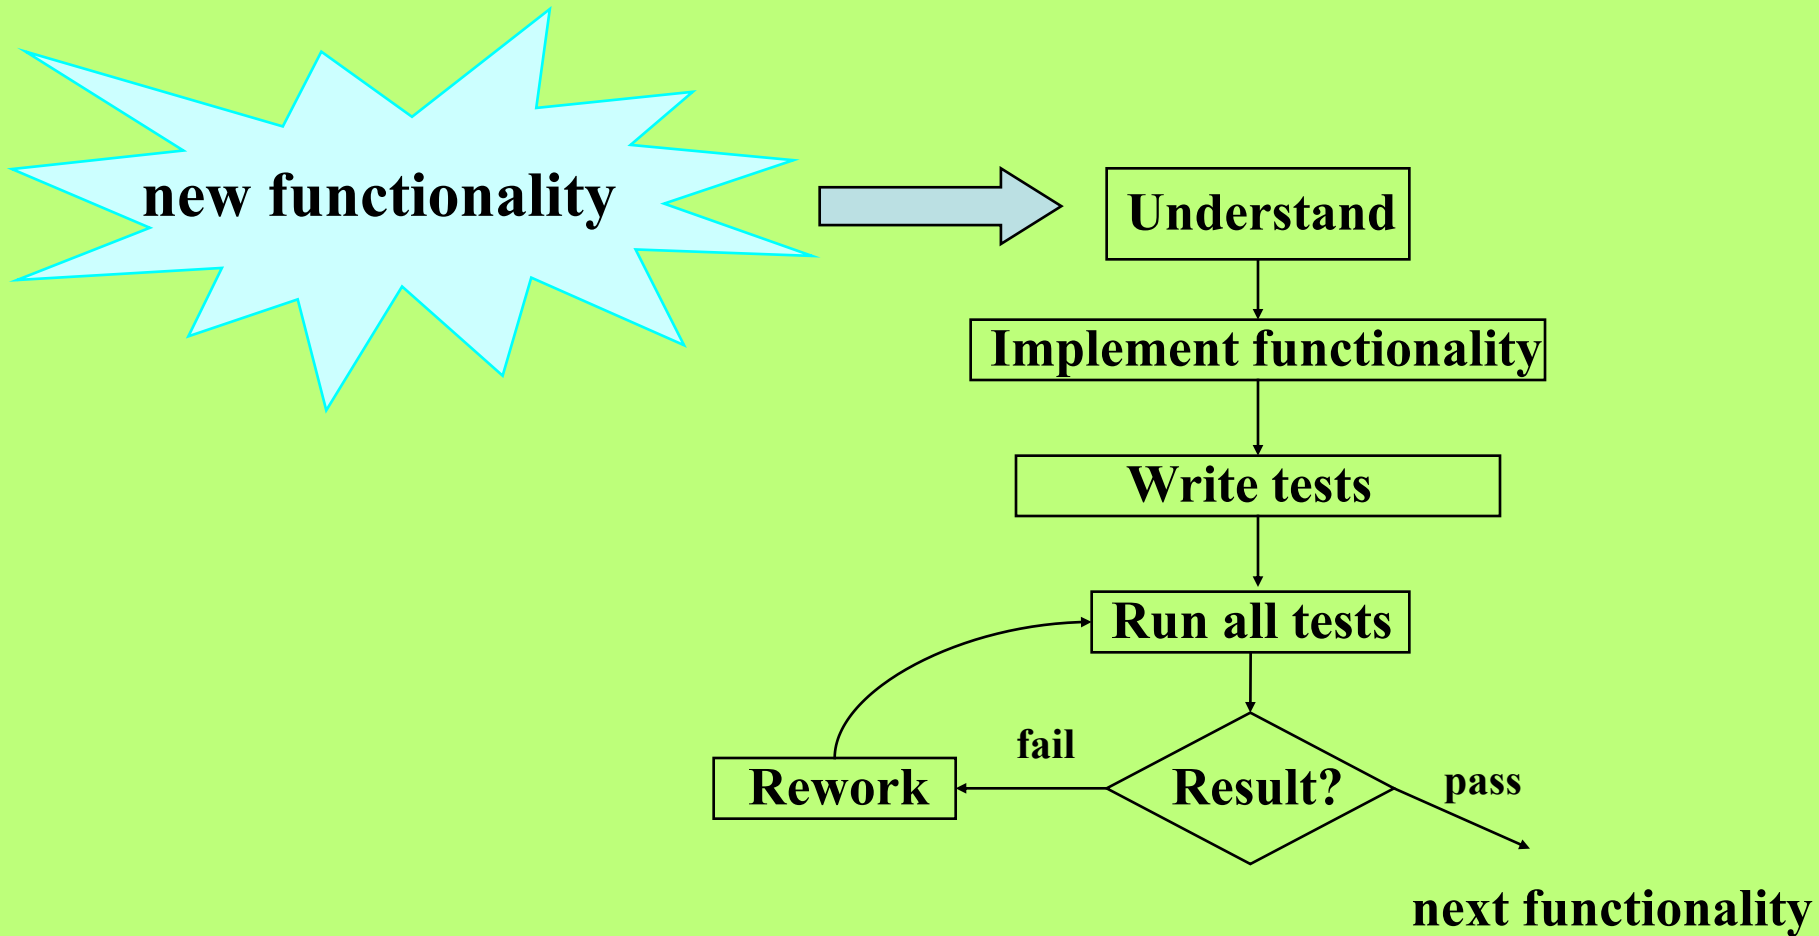 new functionality
Understand
Implement functionality
Write tests
Run all tests
fail
Rework
Result?
pass
next functionality